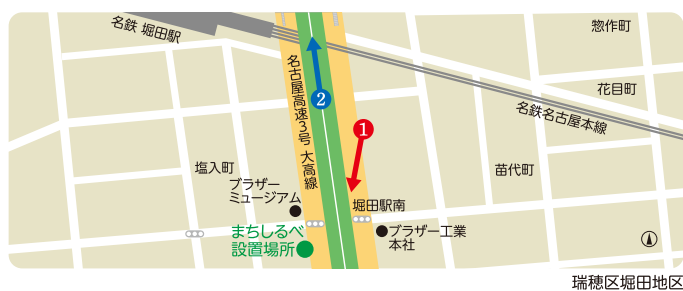 名鉄 堀田駅
惣作町
花目町
名鉄名古屋本線
名古屋高速3号 大高線
2
1
塩入町
苗代町
ブラザー
ミュージアム
堀田駅南
まちしるべ
設置場所
ブラザー工業
本社
瑞穂区堀田地区